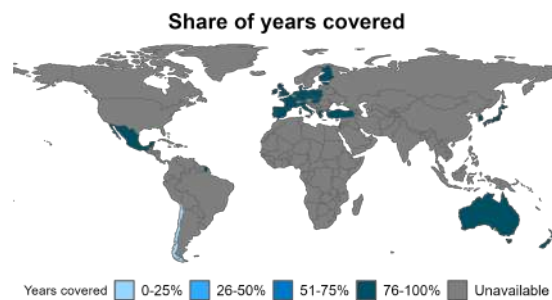 Share of years covered
Years covered 0-25% 26-50% 51-75% 76-100% Unavailable